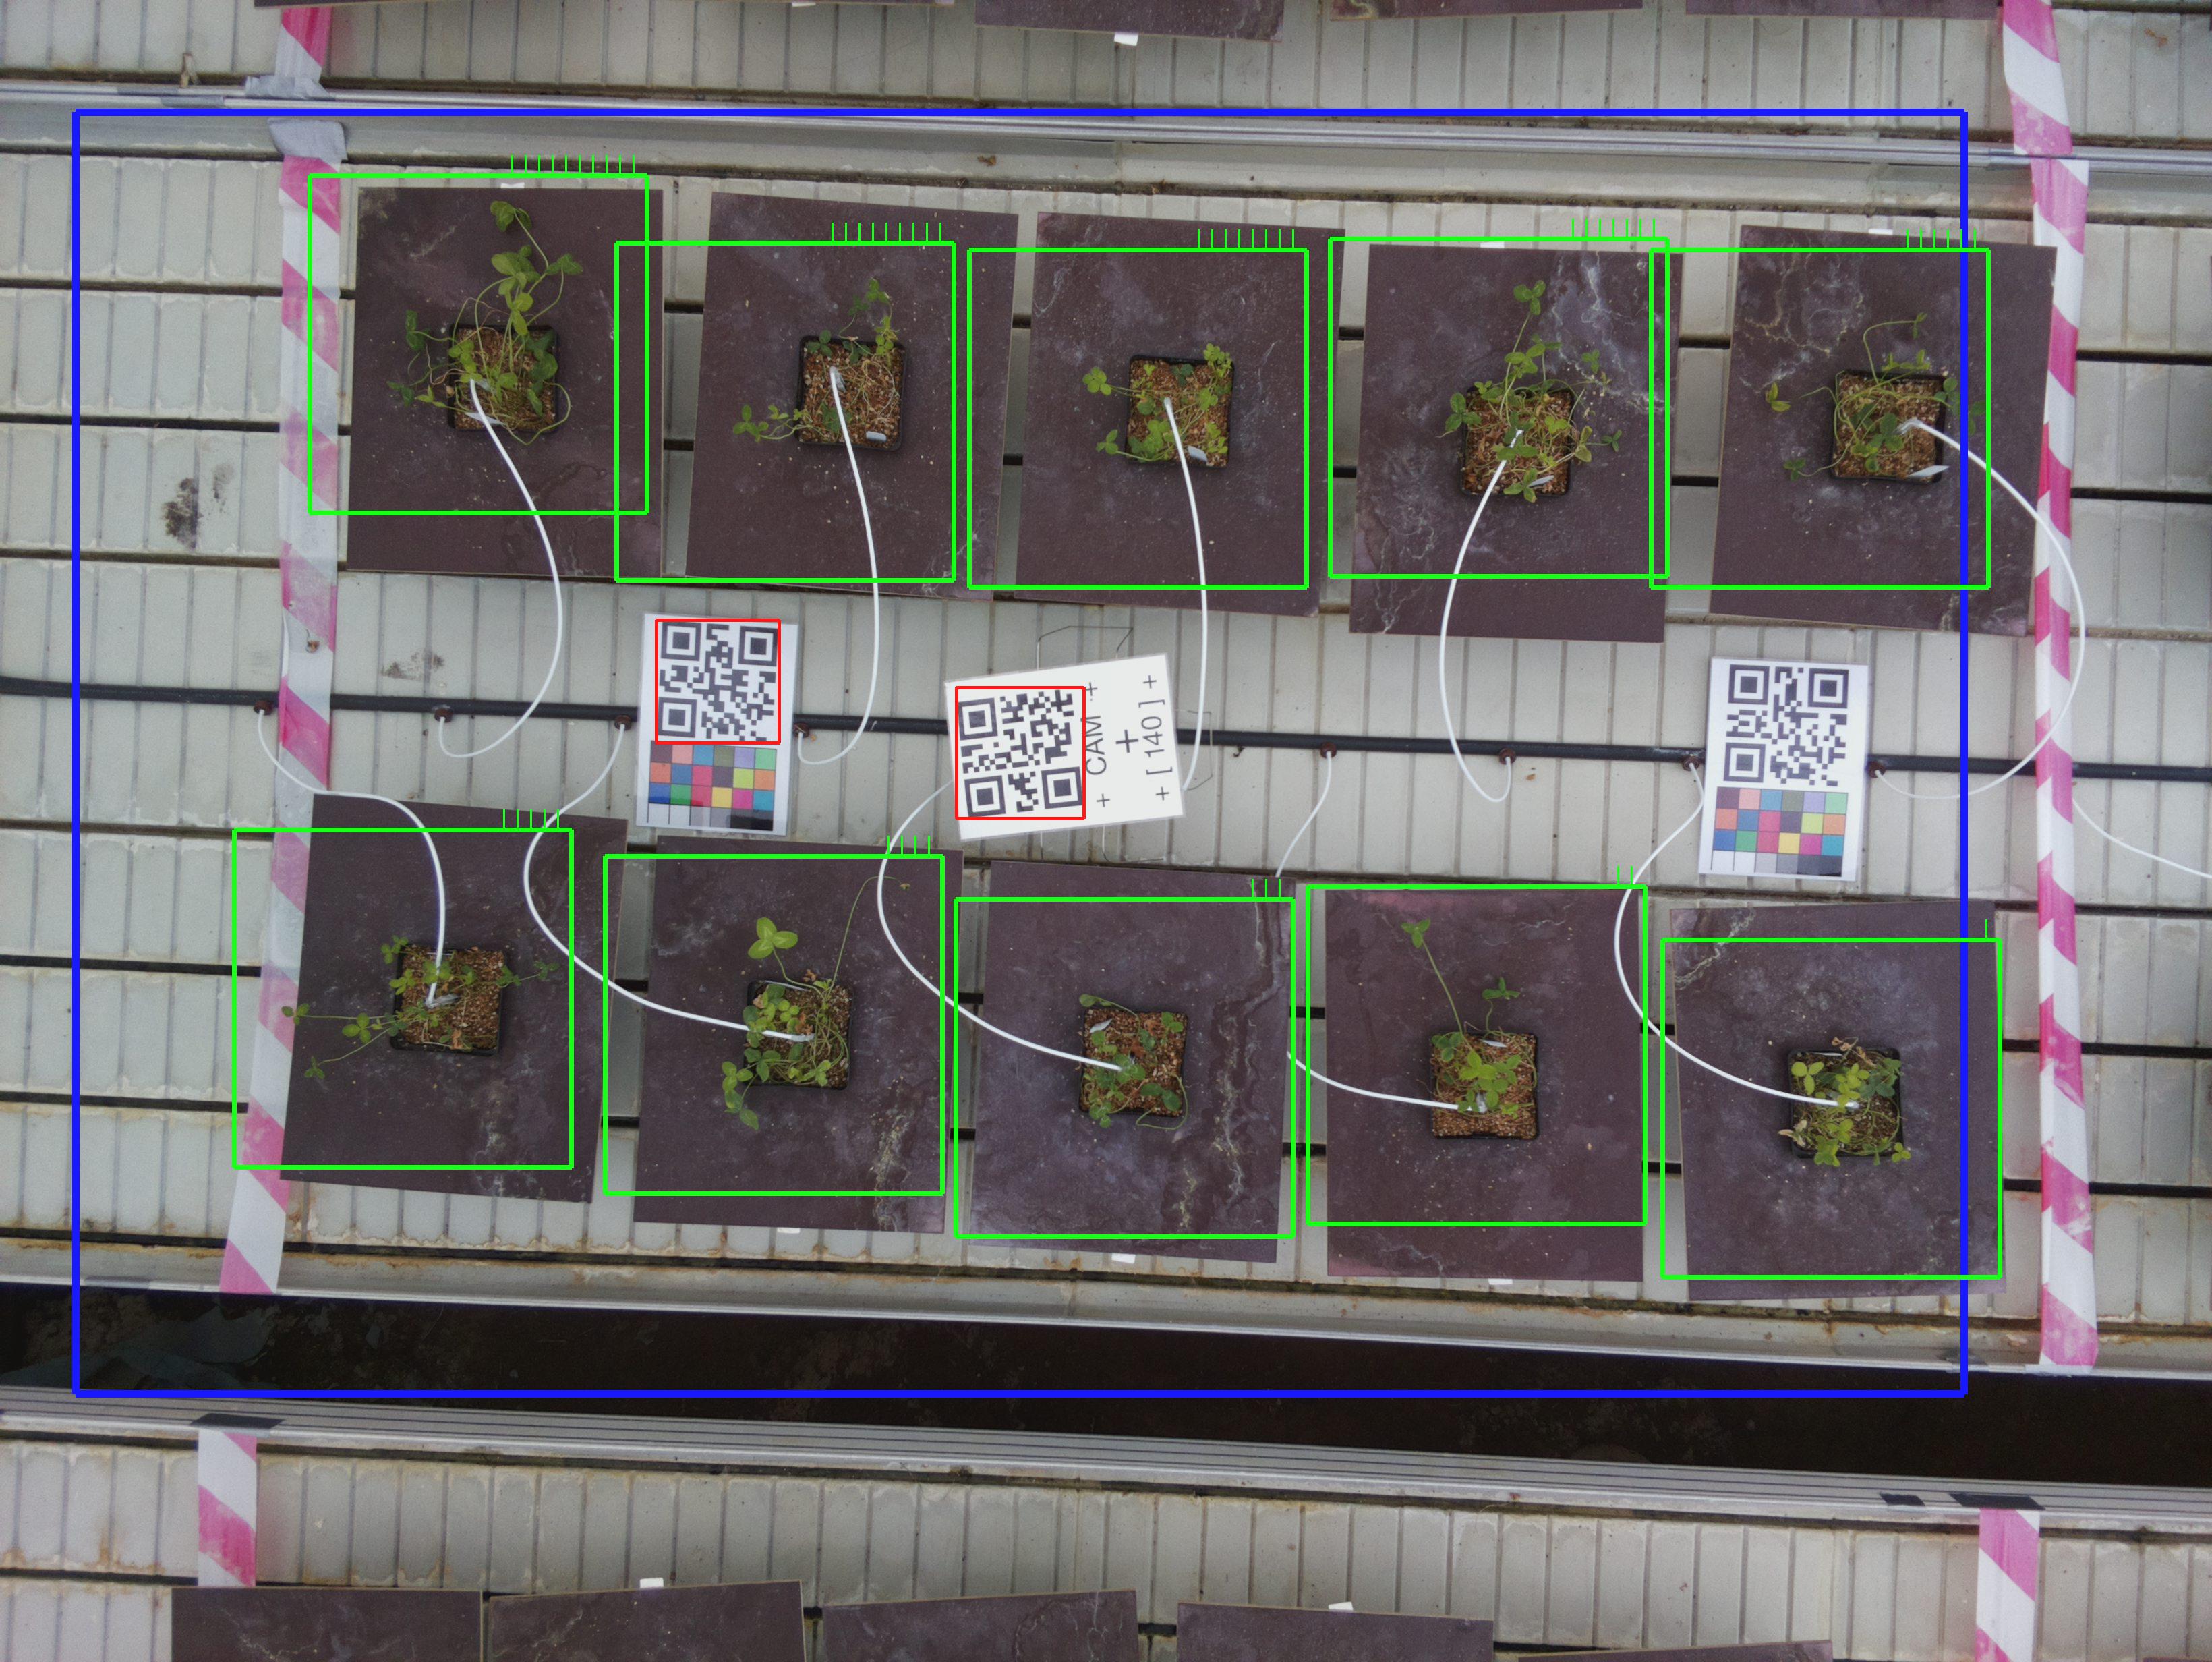 + CAM +
+
+ [ 140 ] +